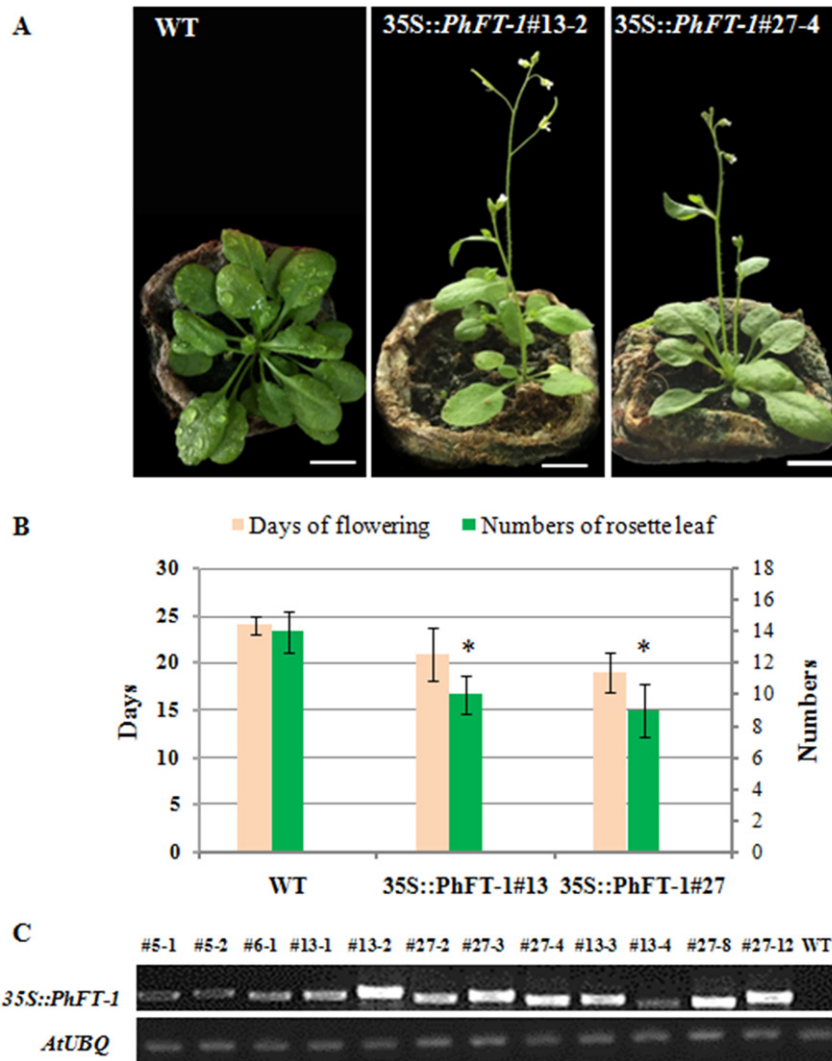 A
WT
35S::PhFT-1#13-2
35S::PhFT-1#27-4
B
Days of flowering
Numbers of rosette leaf
30
25
20
15
10
5
0
Days
18
16
14
12
10
8
6
4
2
0
Numbers
*
*
WT
35S::PhFT-1#13
35S::PhFT-1#27
C
#5-1 #5-2 #6-1 #13-1 #13-2 #27-2 #27-3 #27-4 #13-3 #13-4 #27-8 #27-12 WT
35S::PhFT-1
AtUBQ